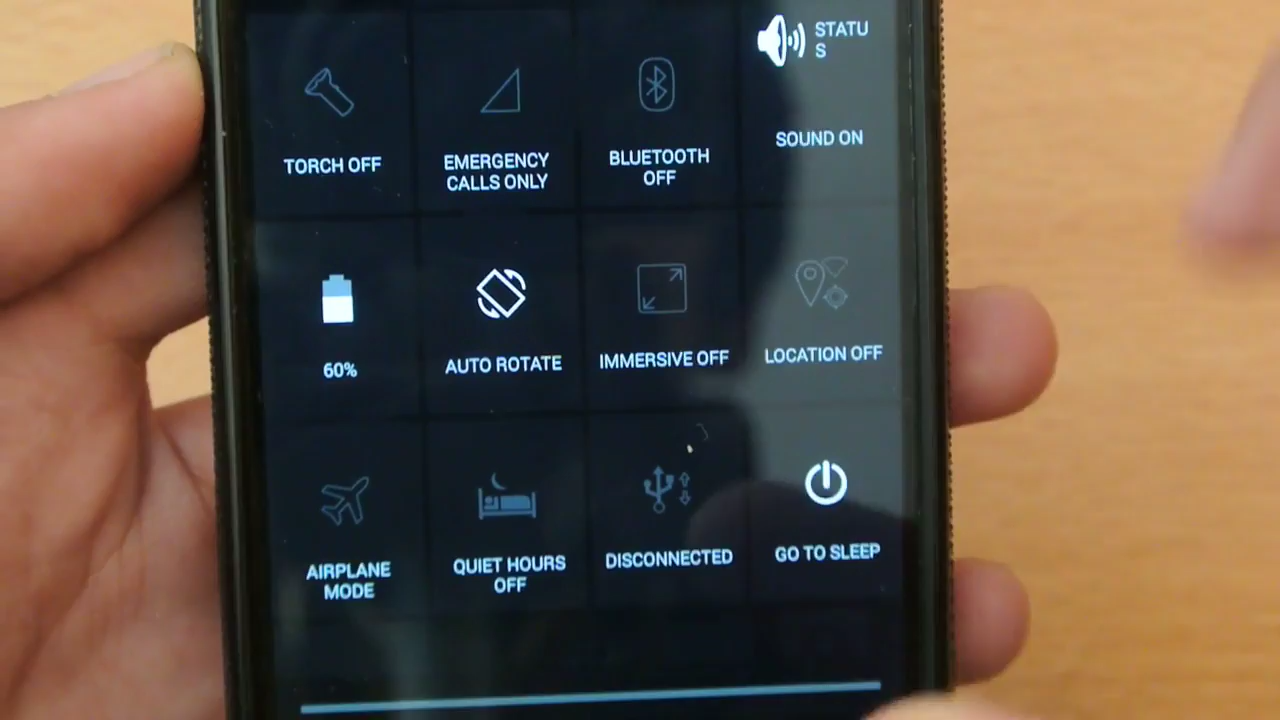 STATU
S
TORCH OFF
EMERGENCY
CALLS ONLY
BLUETOOTH
OFF
SOUND ON
60%
AUTO ROTATE
IMMERSIVE OFF
LOCATION OFF
AIRPLANE
MODE
QUIET HOURS
OFF
DISCONNECTED
GO TO SLEEP